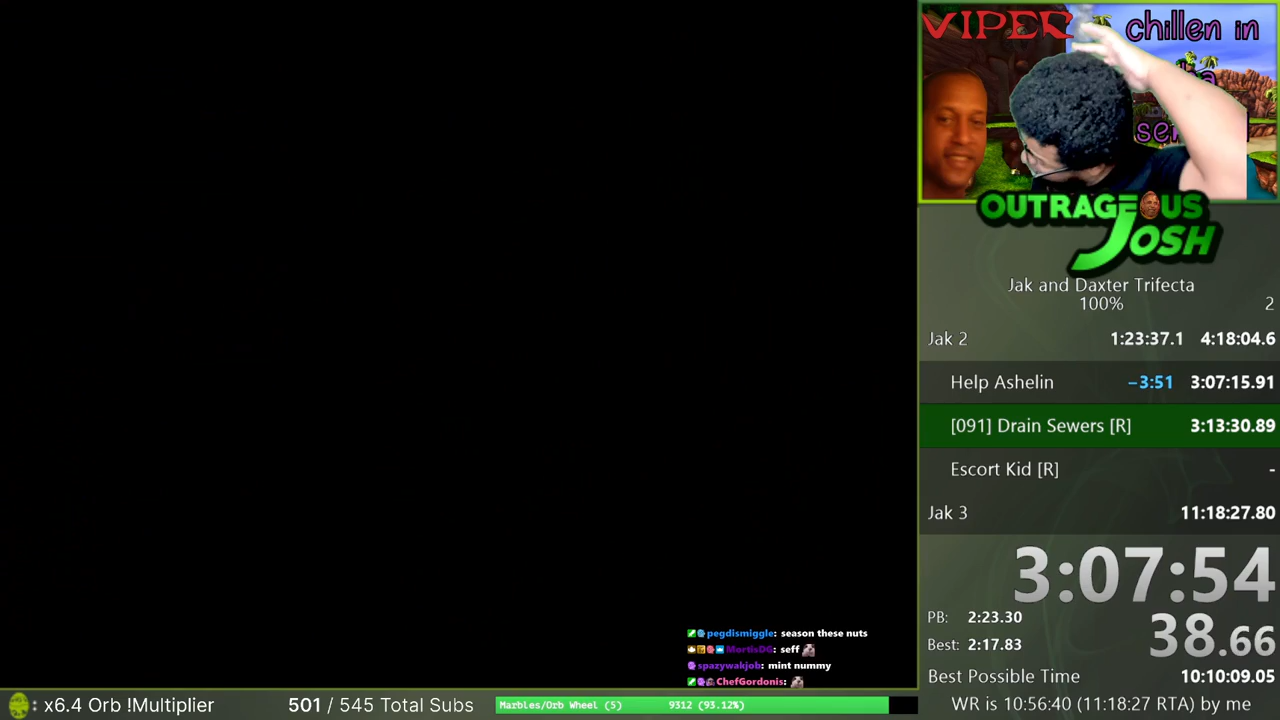 VIPER chillen in
OUTRAGEOUS
JOSH
Jak and Daxter Trifecta
100% 2
Jak 2 1:23:37.1 4:18:04.6
Help Ashelin −3:51 3:07:15.91
[091] Drain Sewers [R] 3:13:30.89
Escort Kid [R] -
Jak 3 11:18:27.80
3:07:54
PB: 2:23.30
38.66
Best: 2:17.83
Best Possible Time 10:10:09.05
WR is 10:56:40 (11:18:27 RTA) by me
pegdismiggle: season these nuts
MortisDG: seff
spazywakjob: mint nummy
ChefGordonis:
: x6.4 Orb !Multiplier 501 / 545 Total Subs Marbles/Orb Wheel (5) 9312 (93.12%)